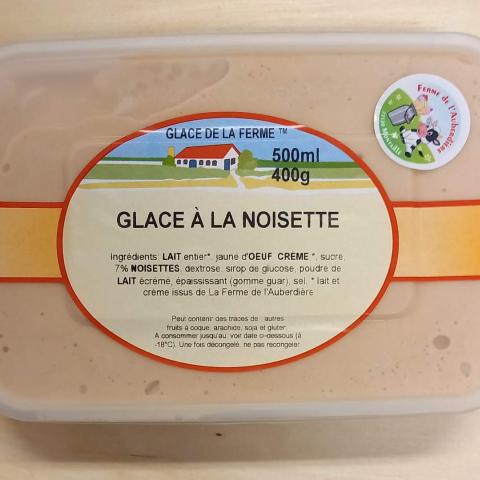 GLACE DE LA FERME ™
500ml
400g
GLACE À LA NOISETTE
Ingrédients: LAIT entier*, jaune d'OEUF, CRÈME *, sucre,
7% NOISETTES, dextrose, sirop de glucose, poudre de
LAIT écrémé, épaississant (gomme guar), sel. * lait et
crème issus de La Ferme de l'Auberdière
Peut contenir des traces de autres
fruits à coque, arachide, soja et gluten.
A consommer jusqu'au: voir date ci-dessous (à
-18°C). Une fois décongelé, ne pas recongeler.
Ferme de l'Auberdière